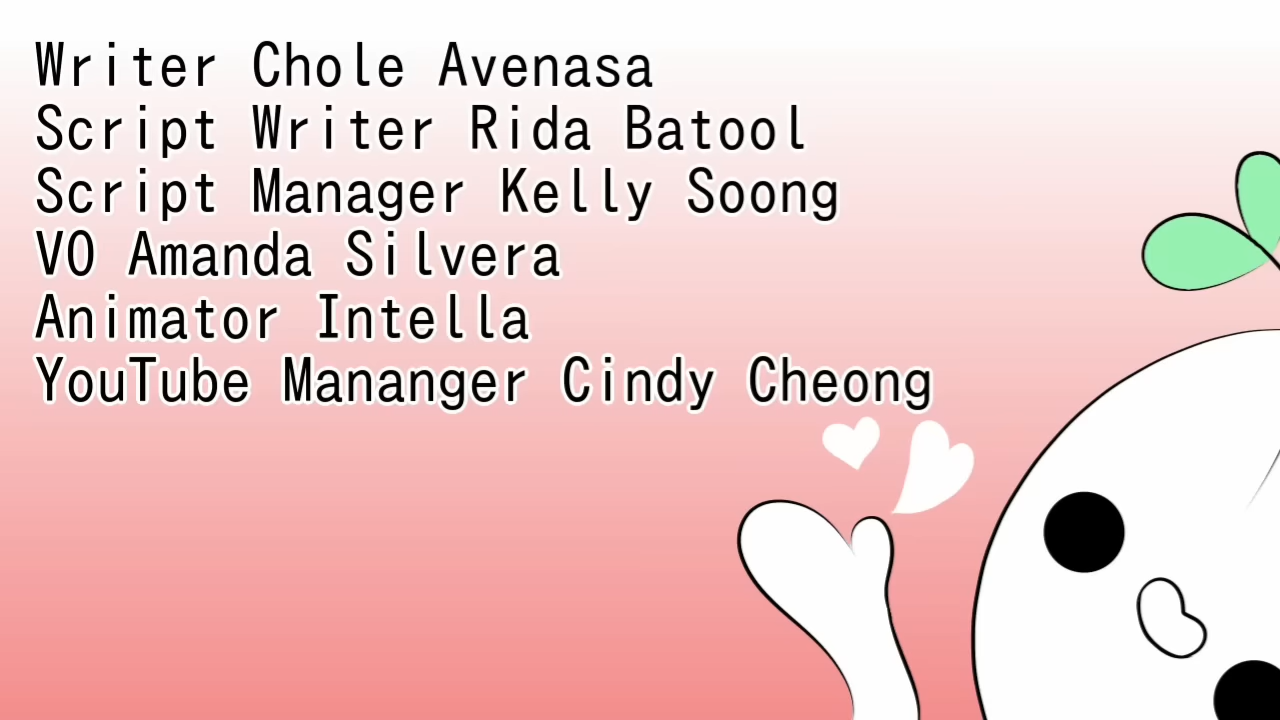 Writer Chole Avenasa
Script Writer Rida Batool
Script Manager Kelly Soong
VO Amanda Silvera
Animator Intella
YouTube Mananger Cindy Cheong